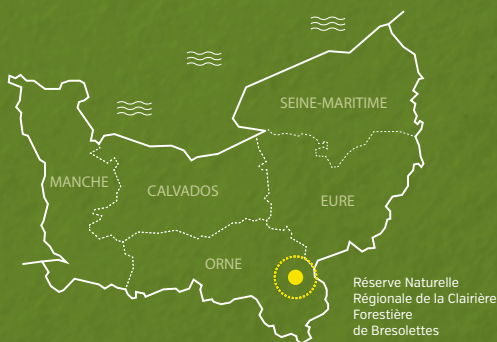 SEINE-MARITIME
MANCHE
CALVADOS
EURE
ORNE
Réserve Naturelle
Régionale de la Clairière
Forestière
de Bresolettes